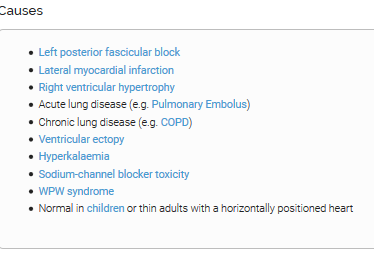 Causes
Left posterior fascicular block
Lateral myocardial infarction
Right ventricular hypertrophy
Acute lung disease (e.g. Pulmonary Embolus)
Chronic lung disease (e.g. COPD)
Ventricular ectopy
Hyperkalaemia
Sodium-channel blocker toxicity
WPW syndrome
Normal in children or thin adults with a horizontally positioned heart